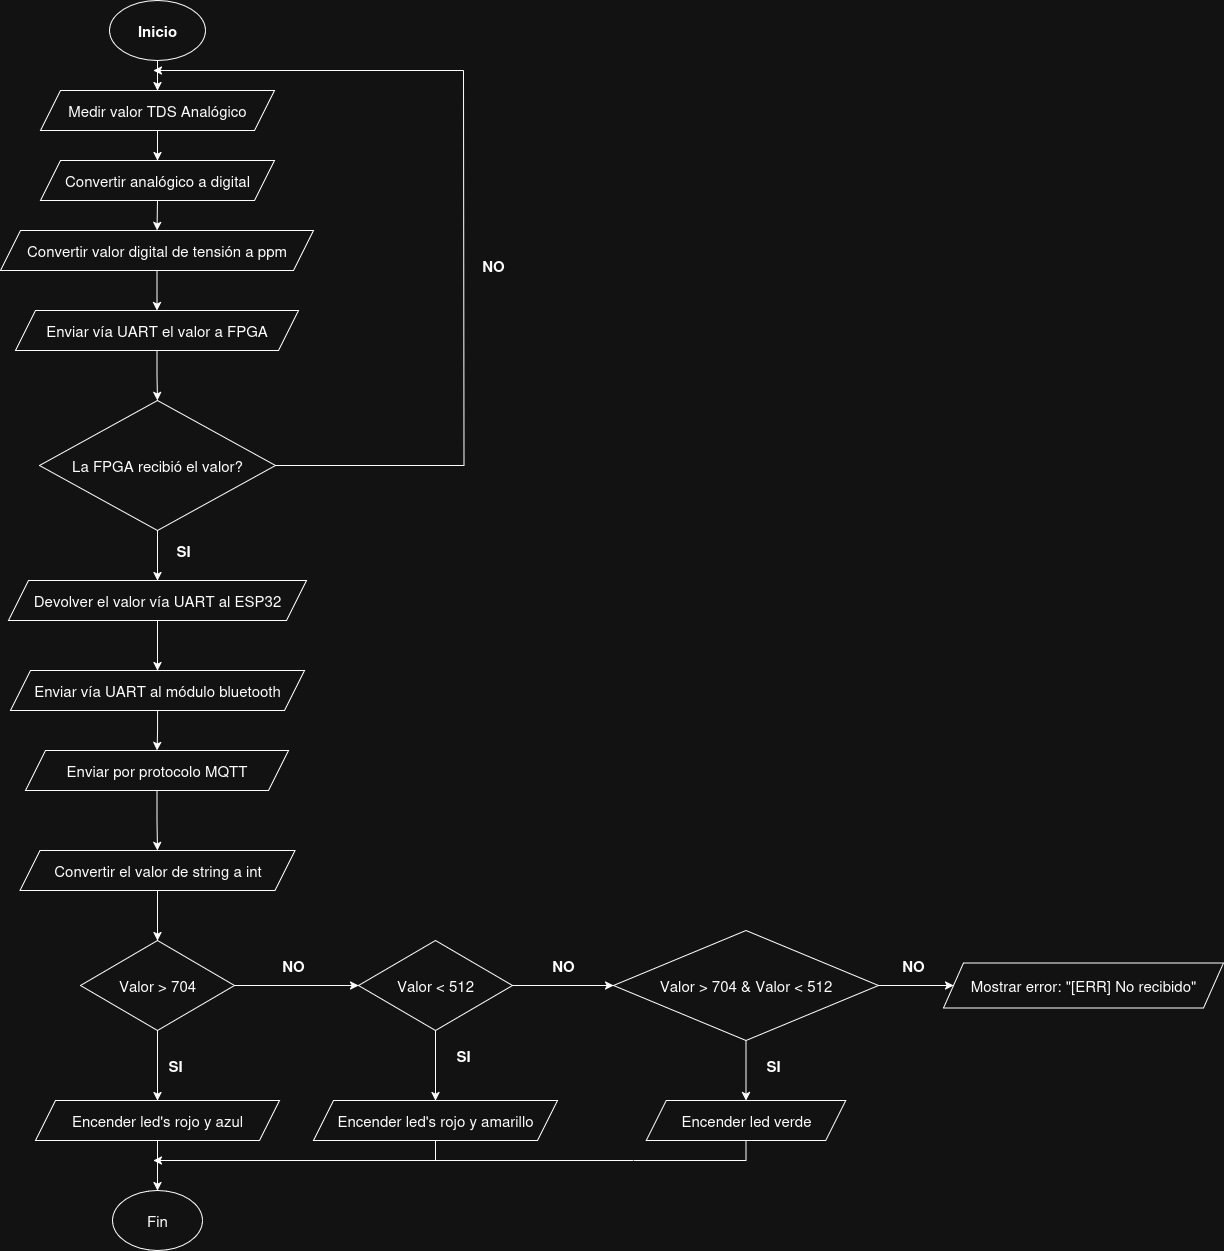 Inicio
Medir valor TDS Analógico
Convertir analógico a digital
Convertir valor digital de tensión a ppm
NO
Enviar vía UART el valor a FPGA
La FPGA recibió el valor?
SI
Devolver el valor vía UART al ESP32
Enviar vía UART al módulo bluetooth
Enviar por protocolo MQTT
Convertir el valor de string a int
Valor > 704
NO
Valor < 512
NO
Valor > 704 & Valor < 512
NO
Mostrar error: "[ERR] No recibido"
SI
SI
SI
Encender led's rojo y azul
Encender led's rojo y amarillo
Encender led verde
Fin